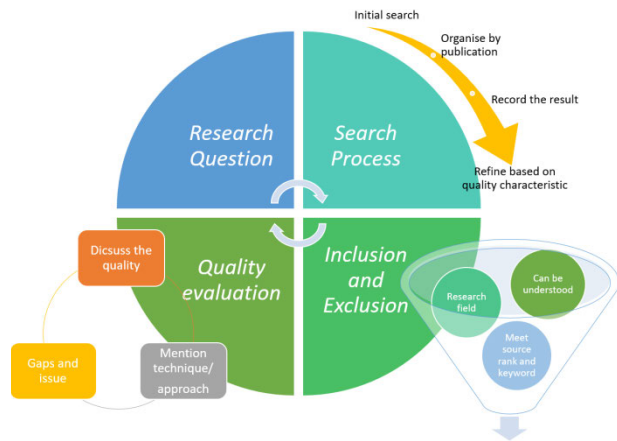 Initial search
Organise by
publication
Record the result
Refine based on
quality characteristic
Research
Question
Search
Process
Quality
evaluation
Inclusion
and
Exclusion
Dicsuss the
quality
Gaps and
Issue
Mention
technique/
approach
Research
field
Can be
understood
Meet
source
rank and
keyword